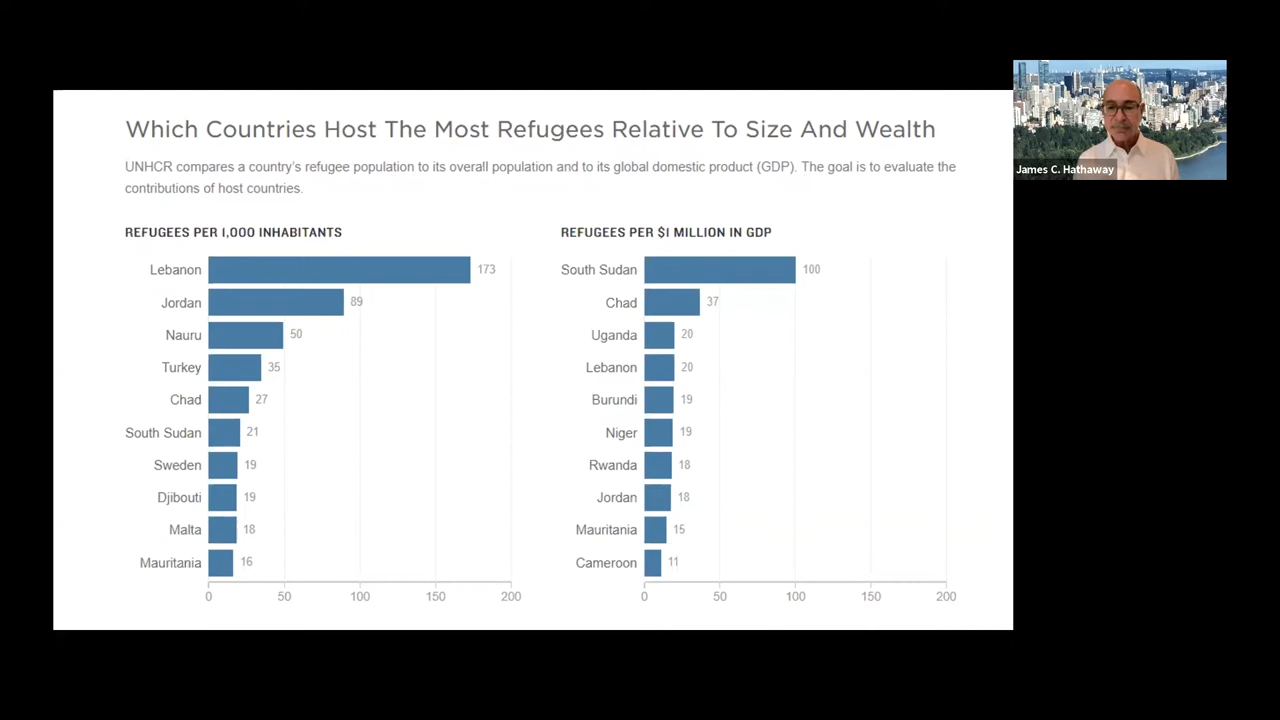 Which Countries Host The Most Refugees Relative To Size And Wealth
UNHCR compares a country's refugee population to its overall population and to its global domestic product (GDP). The goal is to evaluate the
contributions of host countries.
REFUGEES PER 1,000 INHABITANTS
Lebanon 173
Jordan 89
Nauru 50
Turkey 35
Chad 27
South Sudan 21
Sweden 19
Djibouti 19
Malta 18
Mauritania 16
0 50 100 150 200
REFUGEES PER $1 MILLION IN GDP
South Sudan 100
Chad 37
Uganda 20
Lebanon 20
Burundi 19
Niger 19
Rwanda 18
Jordan 18
Mauritania 15
Cameroon 11
0 50 100 150 200
James C. Hathaway